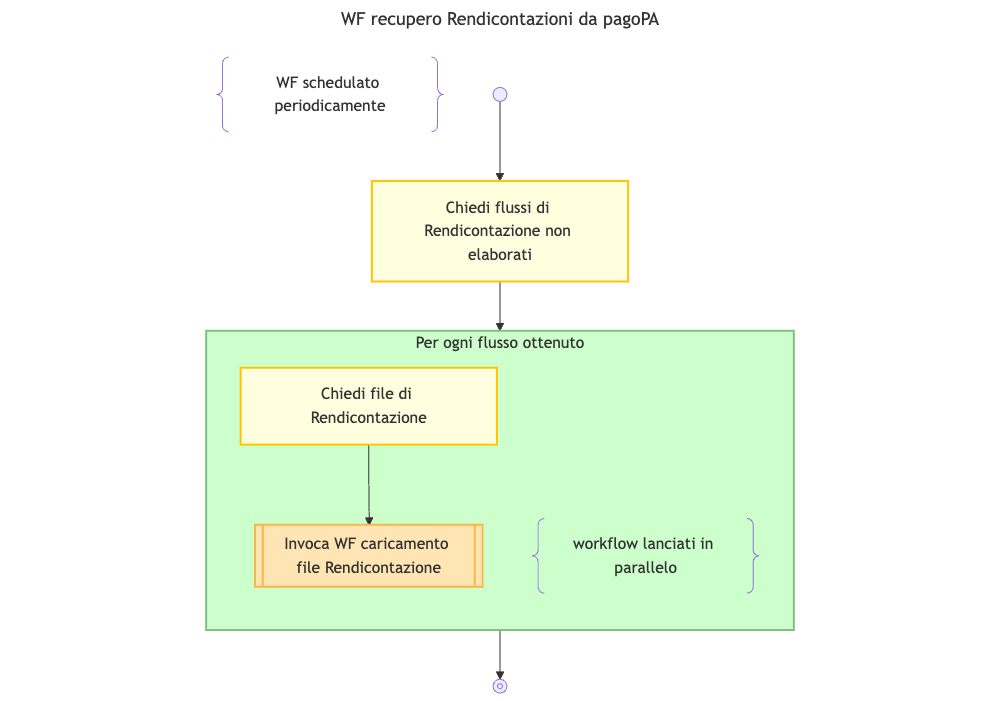 WF recupero Rendicontazioni da pagoPA
WF schedulato
periodicamente
Chiedi flussi di
Rendicontazione non
elaborati
Per ogni flusso ottenuto
Chiedi file di
Rendicontazione
Invoca WF caricamento
file Rendicontazione
workflow lanciati in
parallelo